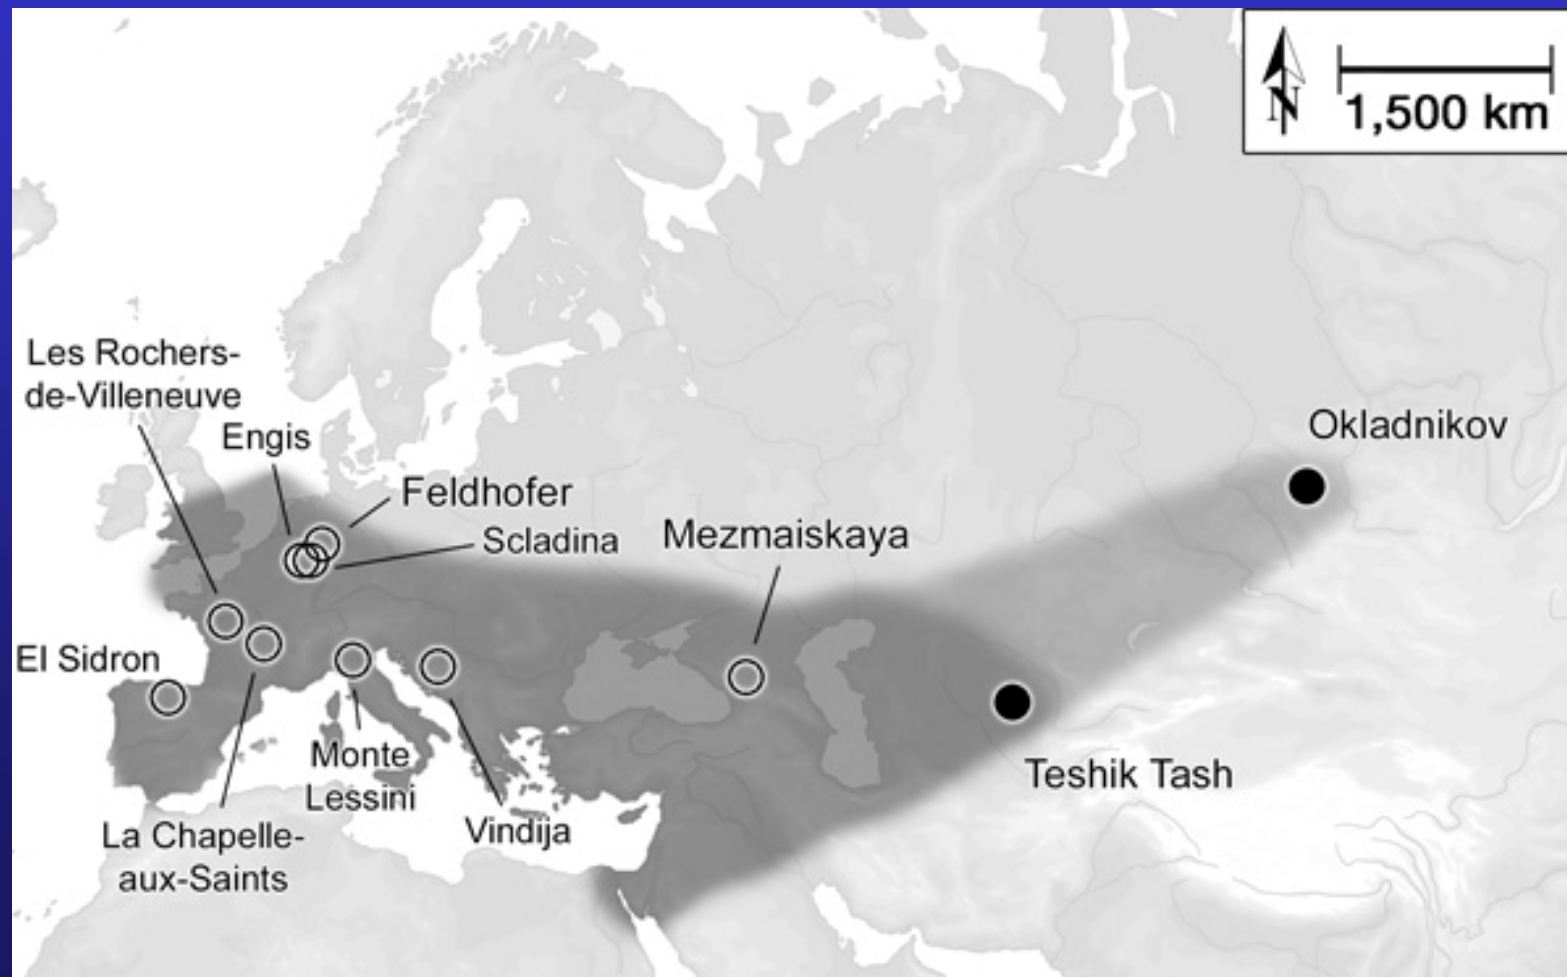 N
1,500 km
Les Rochers-
de-Villeneuve
Engis
Feldhofer
Scladina
Mezmaiskaya
Okladnikov
El Sidron
Monte
Lessini
Vindija
La Chapelle-
aux-Saints
Teshik Tash